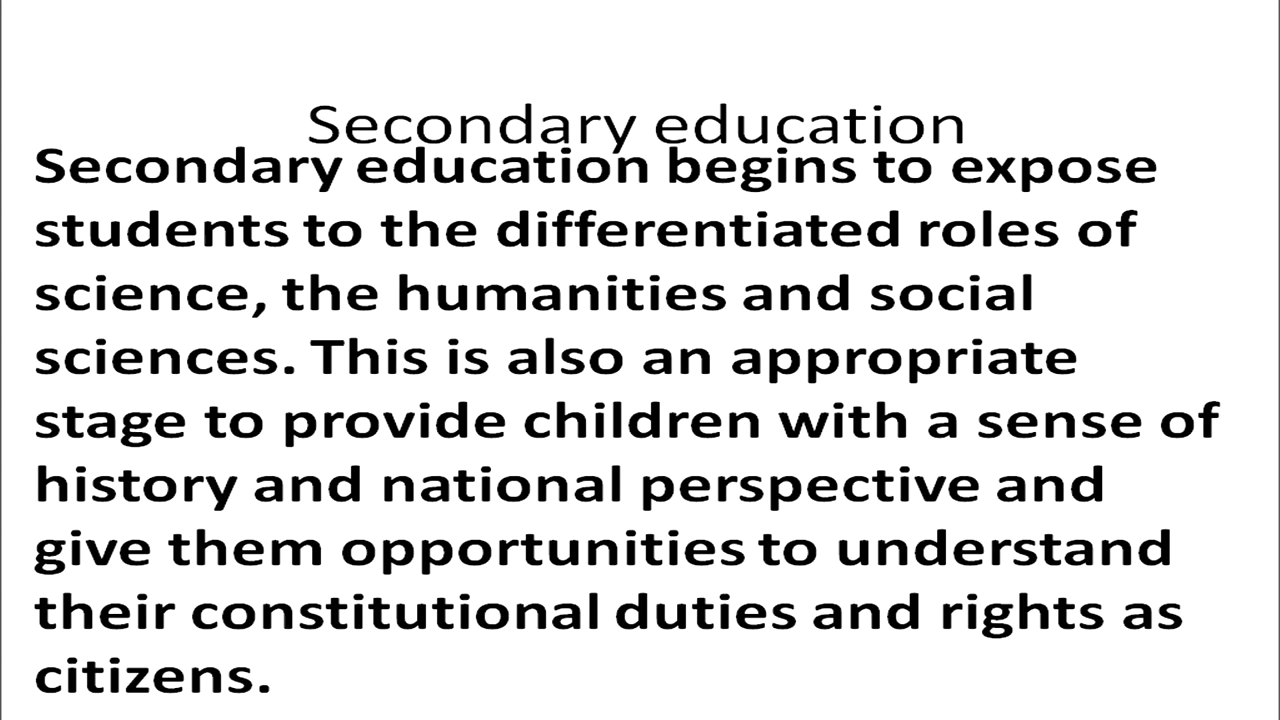 Secondary education
Secondary education begins to expose
students to the differentiated roles of
science, the humanities and social
sciences. This is also an appropriate
stage to provide children with a sense of
history and national perspective and
give them opportunities to understand
their constitutional duties and rights as
citizens.